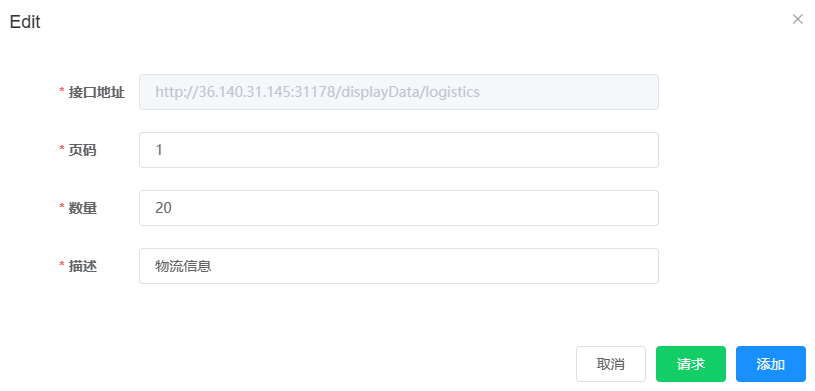 Edit
* 接口地址 http://36.140.31.145:31178/displayData/logistics
* 页码 1
* 数量 20
* 描述 物流信息
取消 请求 添加